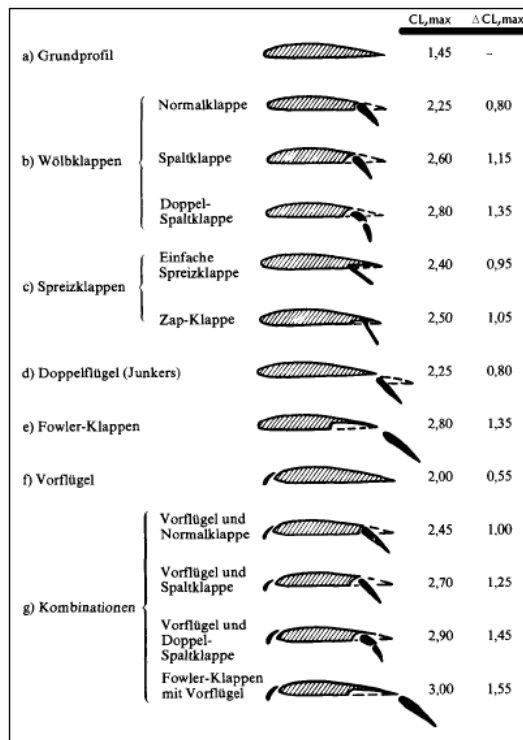 CL,max ΔCL,max
a) Grundprofil 1,45 –
Normalklappe 2,25 0,80
b) Wölbklappen Spaltklappe 2,60 1,15
Doppel-
Spaltklappe 2,80 1,35
Einfache
Spreizklappe 2,40 0,95
c) Spreizklappen
Zap-Klappe 2,50 1,05
d) Doppelflügel (Junkers) 2,25 0,80
e) Fowler-Klappen 2,80 1,35
f) Vorflügel 2,00 0,55
Vorflügel und
Normalklappe 2,45 1,00
Vorflügel und
Spaltklappe 2,70 1,25
g) Kombinationen
Vorflügel und
Doppel-
Spaltklappe 2,90 1,45
Fowler-Klappen
mit Vorflügel 3,00 1,55